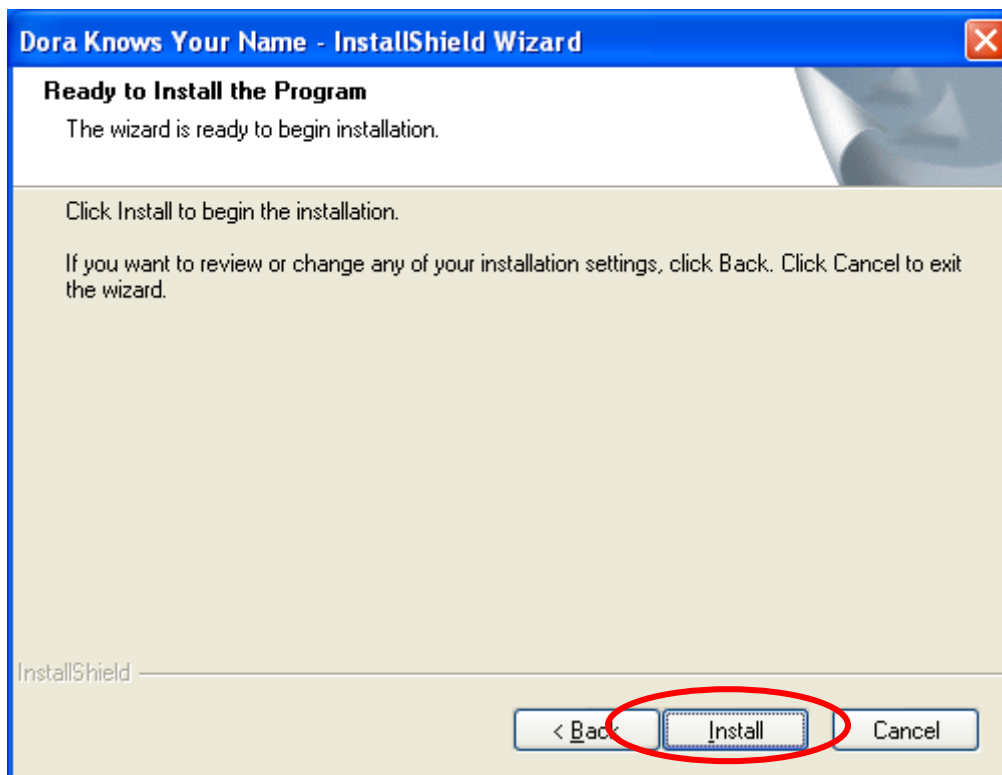 Dora Knows Your Name - InstallShield Wizard
Ready to Install the Program
The wizard is ready to begin installation.
Click Install to begin the installation.
If you want to review or change any of your installation settings, click Back. Click Cancel to exit
the wizard.
InstallShield
< Back Install Cancel